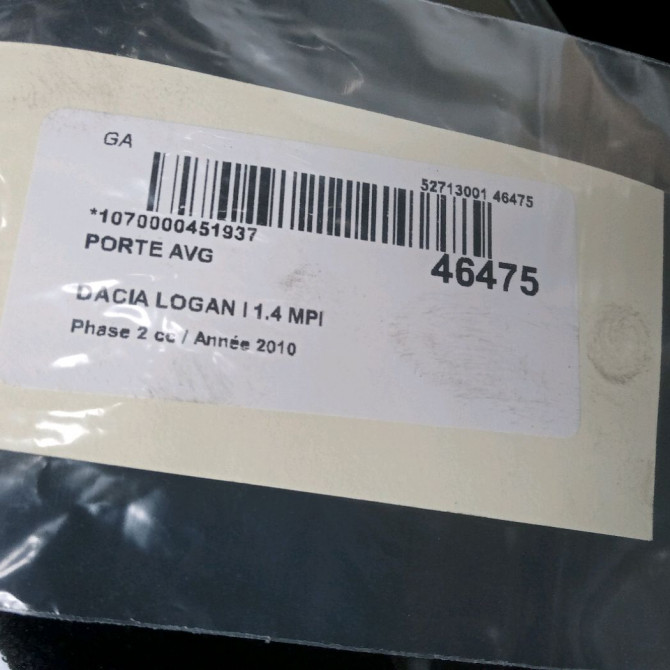 GA
52713001 46475
*1070000451937
46475
PORTE AVG
DACIA LOGAN I 1.4 MPI
Phase 2 cc / Année 2010